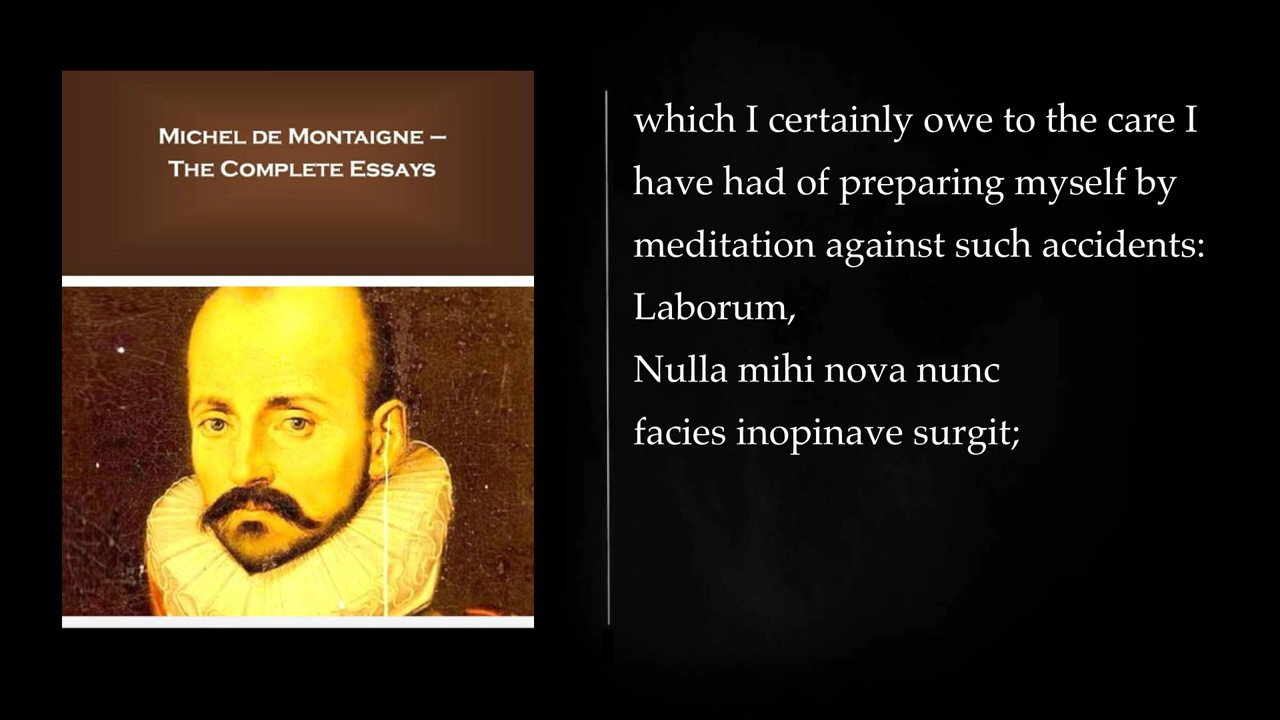 MICHEL DE MONTAIGNE –
THE COMPLETE ESSAYS
which I certainly owe to the care I
have had of preparing myself by
meditation against such accidents:
Laborum,
Nulla mihi nova nunc
facies inopinave surgit;